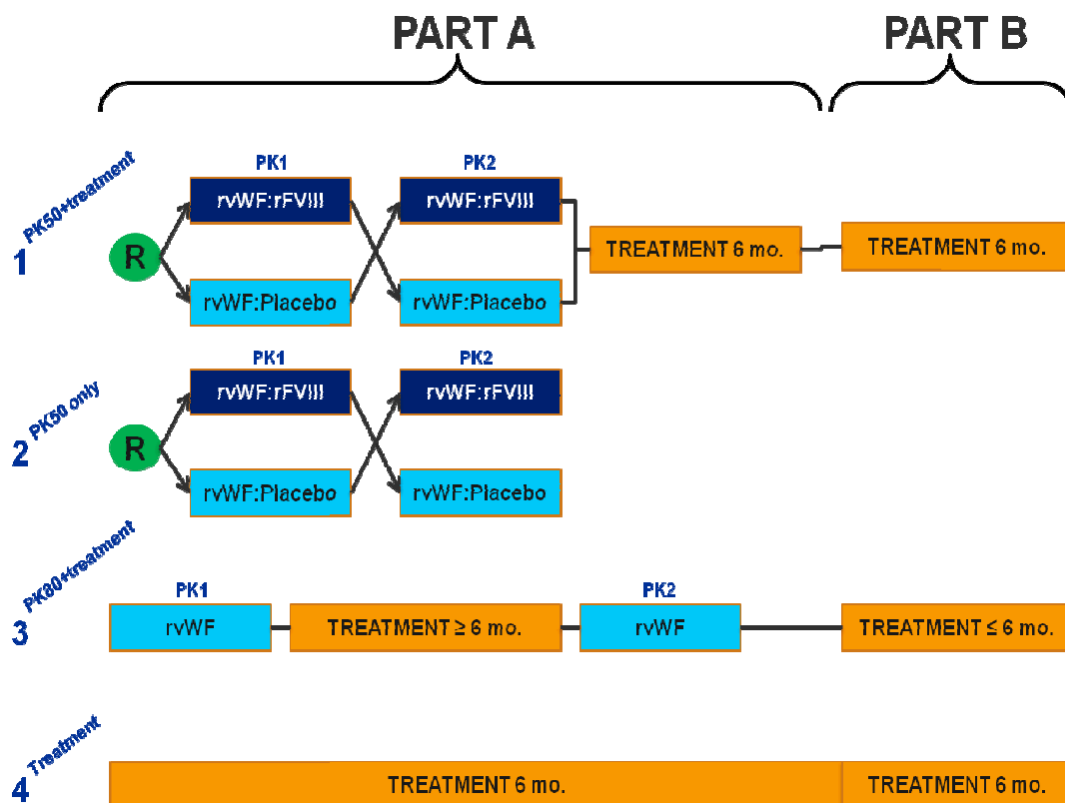 PART A PART B
1 PK50+treatment
PK1 PK2
rvWF:rFVIII rvWF:rFVIII
R TREATMENT 6 mo. TREATMENT 6 mo.
rvWF:Placebo rvWF:Placebo
2 PK50 only
PK1 PK2
rvWF:rFVIII rvWF:rFVIII
R
rvWF:Placebo rvWF:Placebo
3 PK80+treatment
PK1 PK2
rvWF TREATMENT ≥ 6 mo. rvWF TREATMENT ≤ 6 mo.
4 Treatment
TREATMENT 6 mo. TREATMENT 6 mo.